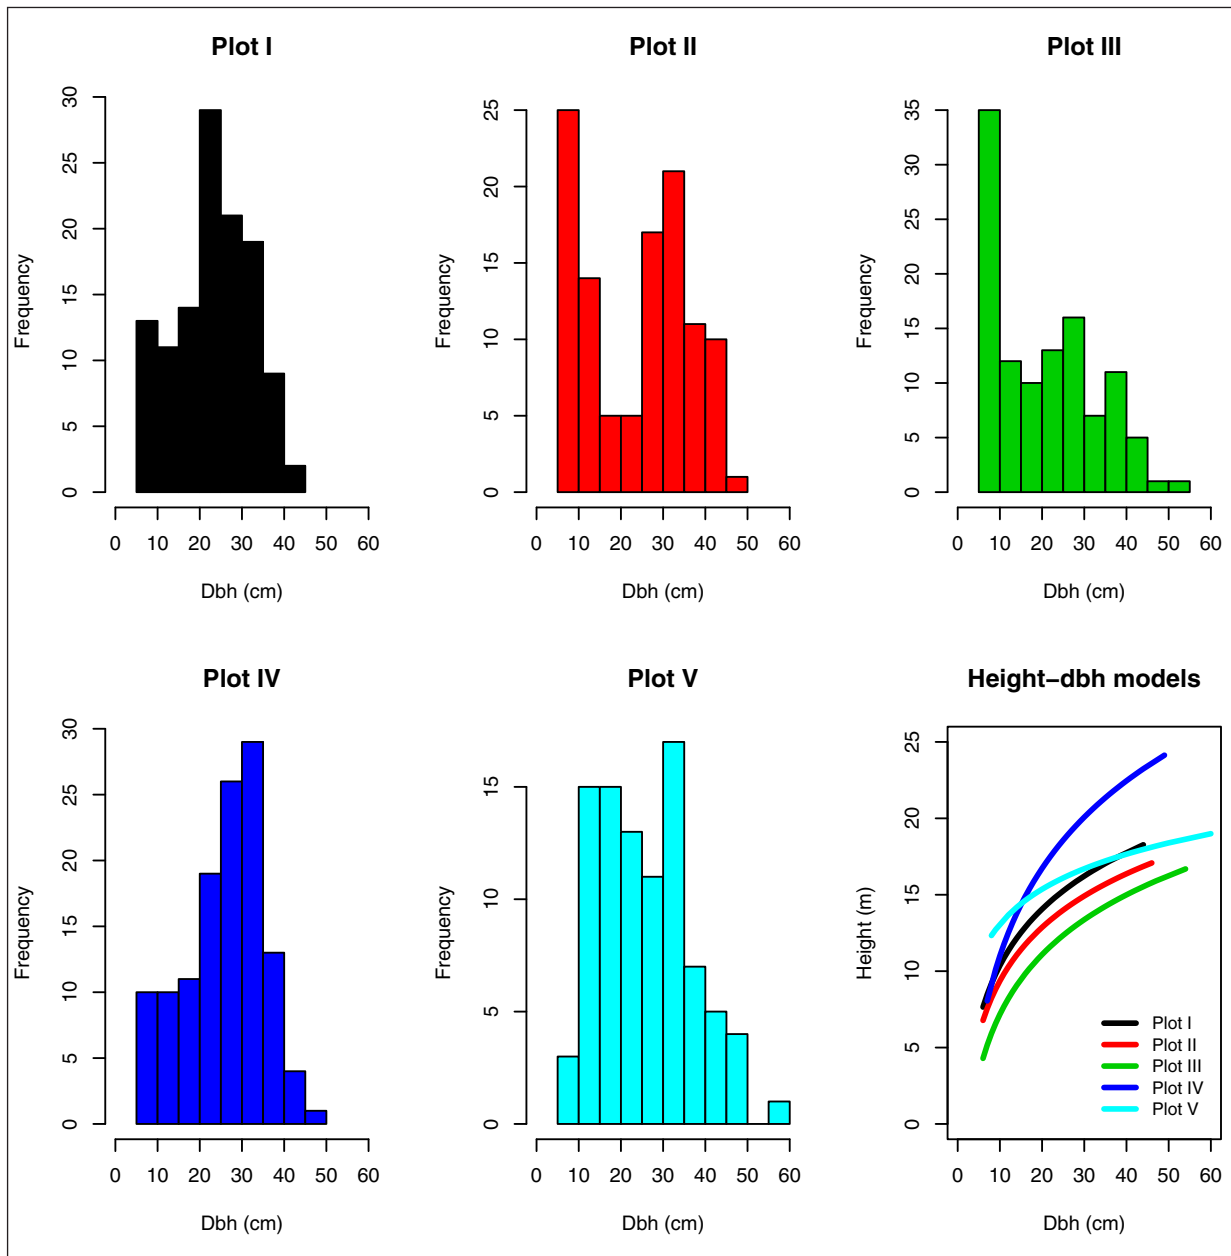 Plot I
Plot II
Plot III
Frequency
0 5 10 15 20 25 30
0 10 20 30 40 50 60
Dbh (cm)
Frequency
0 5 10 15 20 25
0 10 20 30 40 50 60
Dbh (cm)
Frequency
0 5 10 15 20 25 30 35
0 10 20 30 40 50 60
Dbh (cm)
Plot IV
Plot V
Height–dbh models
Frequency
0 5 10 15 20 25 30
0 10 20 30 40 50 60
Dbh (cm)
Frequency
0 5 10 15
0 10 20 30 40 50 60
Dbh (cm)
Height (m)
0 5 10 15 20 25
Plot I
Plot II
Plot III
Plot IV
Plot V
0 10 20 30 40 50 60
Dbh (cm)